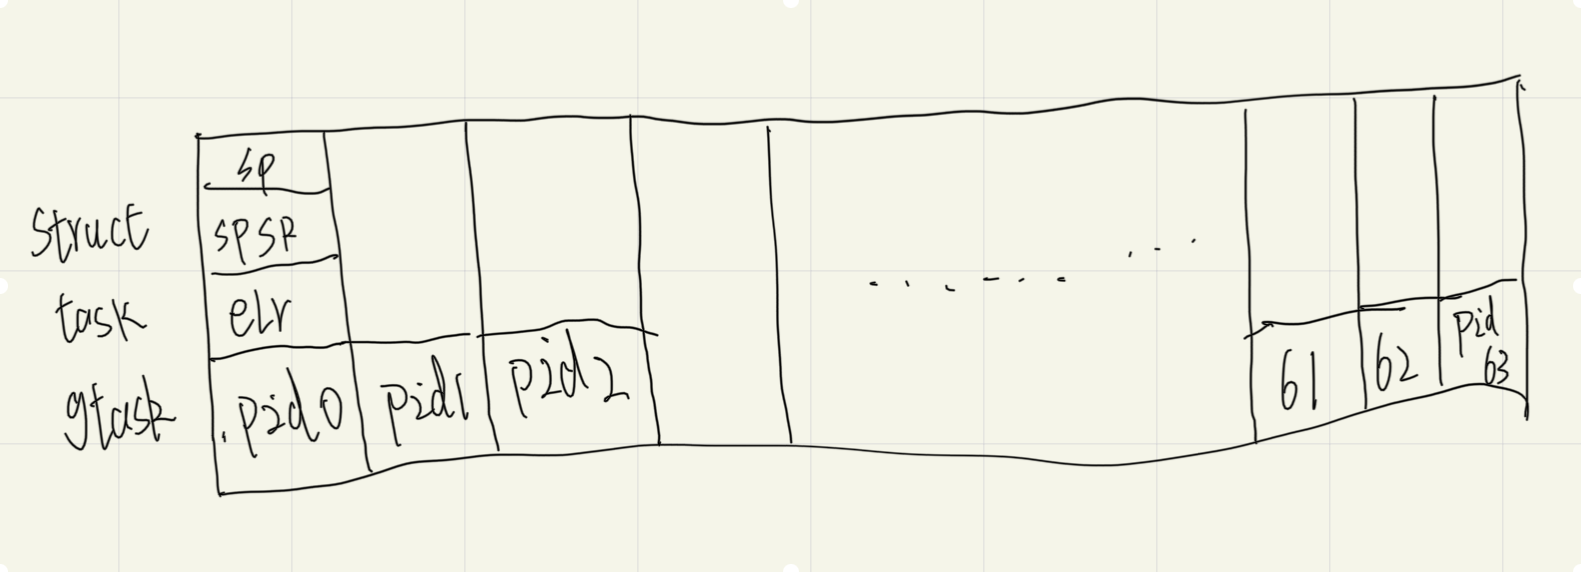 struct
task
gtask
sp
spsr
elr
.pid0
pid1
pid2
61
62
pid
63